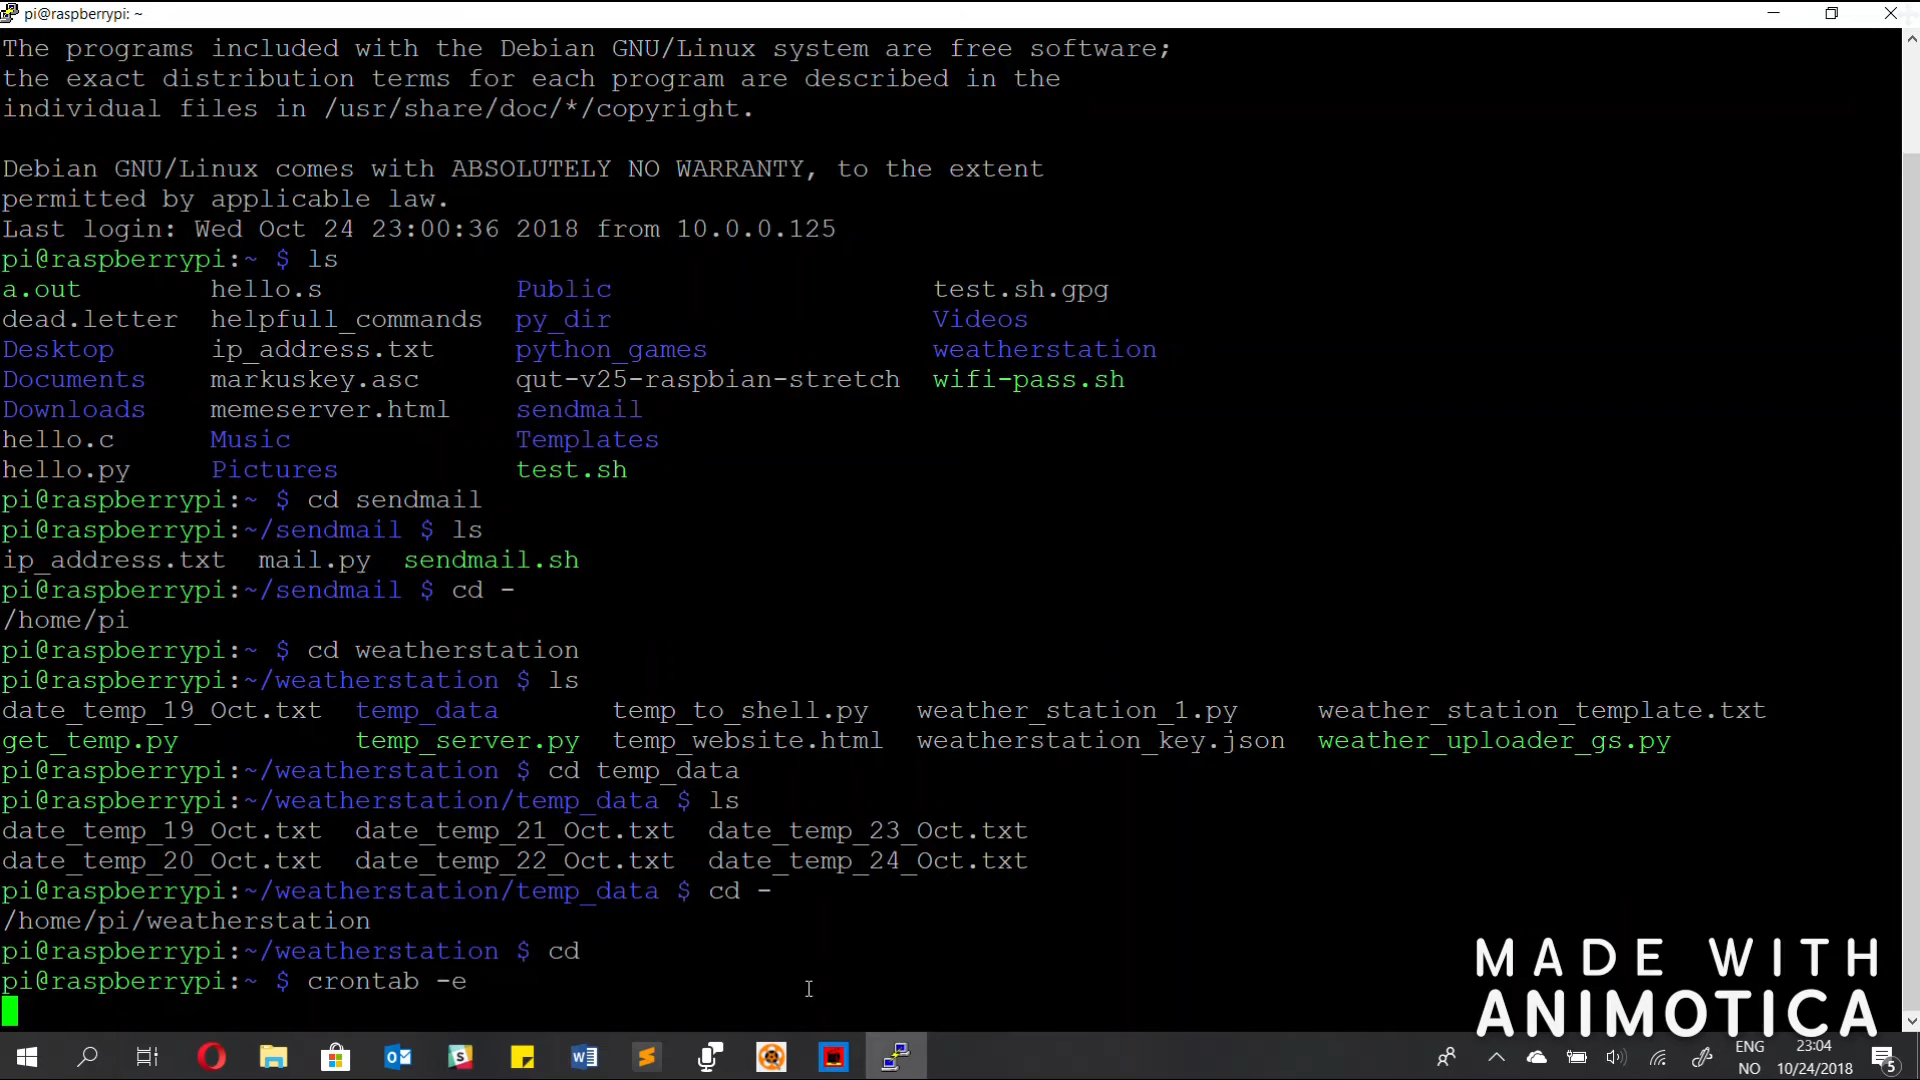 pi@raspberrypi: ~
The programs included with the Debian GNU/Linux system are free software;
the exact distribution terms for each program are described in the
individual files in /usr/share/doc/*/copyright.
Debian GNU/Linux comes with ABSOLUTELY NO WARRANTY, to the extent
permitted by applicable law.
Last login: Wed Oct 24 23:00:36 2018 from 10.0.0.125
pi@raspberrypi:~ $ ls
a.out hello.s Public test.sh.gpg
dead.letter helpfull_commands py_dir Videos
Desktop ip_address.txt python_games weatherstation
Documents markuskey.asc qut-v25-raspbian-stretch wifi-pass.sh
Downloads memeserver.html sendmail
hello.c Music Templates
hello.py Pictures test.sh
pi@raspberrypi:~ $ cd sendmail
pi@raspberrypi:~/sendmail $ ls
ip_address.txt mail.py sendmail.sh
pi@raspberrypi:~/sendmail $ cd -
/home/pi
pi@raspberrypi:~ $ cd weatherstation
pi@raspberrypi:~/weatherstation $ ls
date_temp_19_Oct.txt temp_data temp_to_shell.py weather_station_1.py weather_station_template.txt
get_temp.py temp_server.py temp_website.html weatherstation_key.json weather_uploader_gs.py
pi@raspberrypi:~/weatherstation $ cd temp_data
pi@raspberrypi:~/weatherstation/temp_data $ ls
date_temp_19_Oct.txt date_temp_21_Oct.txt date_temp_23_Oct.txt
date_temp_20_Oct.txt date_temp_22_Oct.txt date_temp_24_Oct.txt
pi@raspberrypi:~/weatherstation/temp_data $ cd -
/home/pi/weatherstation
pi@raspberrypi:~/weatherstation $ cd
pi@raspberrypi:~ $ crontab -e
MADE WITH
ANIMOTICA
ENG 23:04
NO 10/24/2018 5